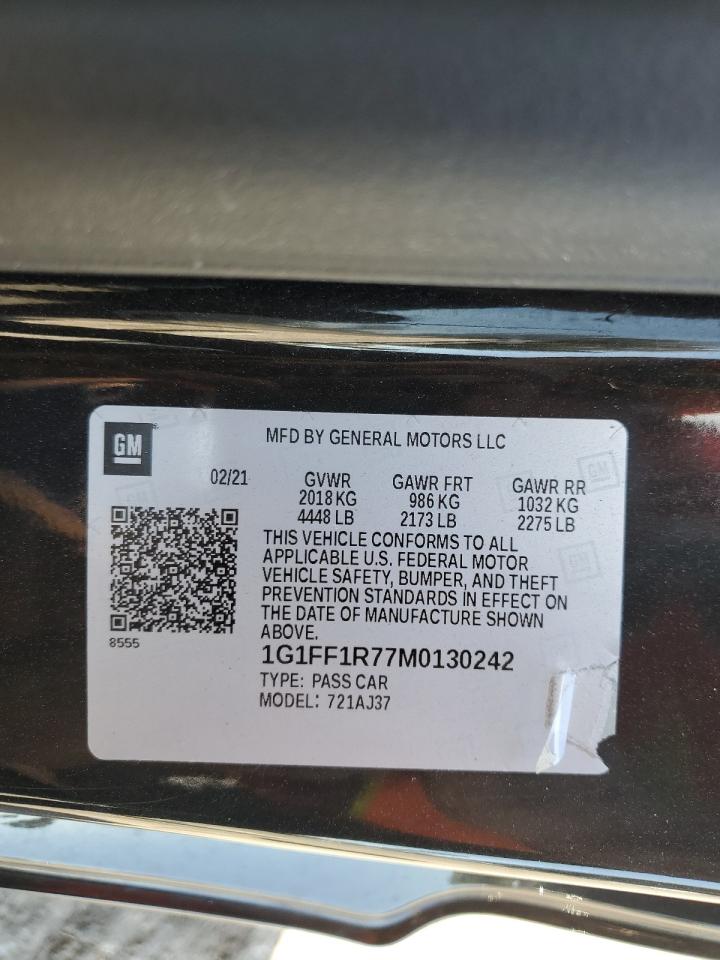 GM
MFD BY GENERAL MOTORS LLC
02/21
GVWR GAWR FRT GAWR RR
2018 KG 986 KG 1032 KG
4448 LB 2173 LB 2275 LB
THIS VEHICLE CONFORMS TO ALL
APPLICABLE U.S. FEDERAL MOTOR
VEHICLE SAFETY, BUMPER, AND THEFT
PREVENTION STANDARDS IN EFFECT ON
THE DATE OF MANUFACTURE SHOWN
ABOVE.
8555
1G1FF1R77M0130242
TYPE: PASS CAR
MODEL: 721AJ37